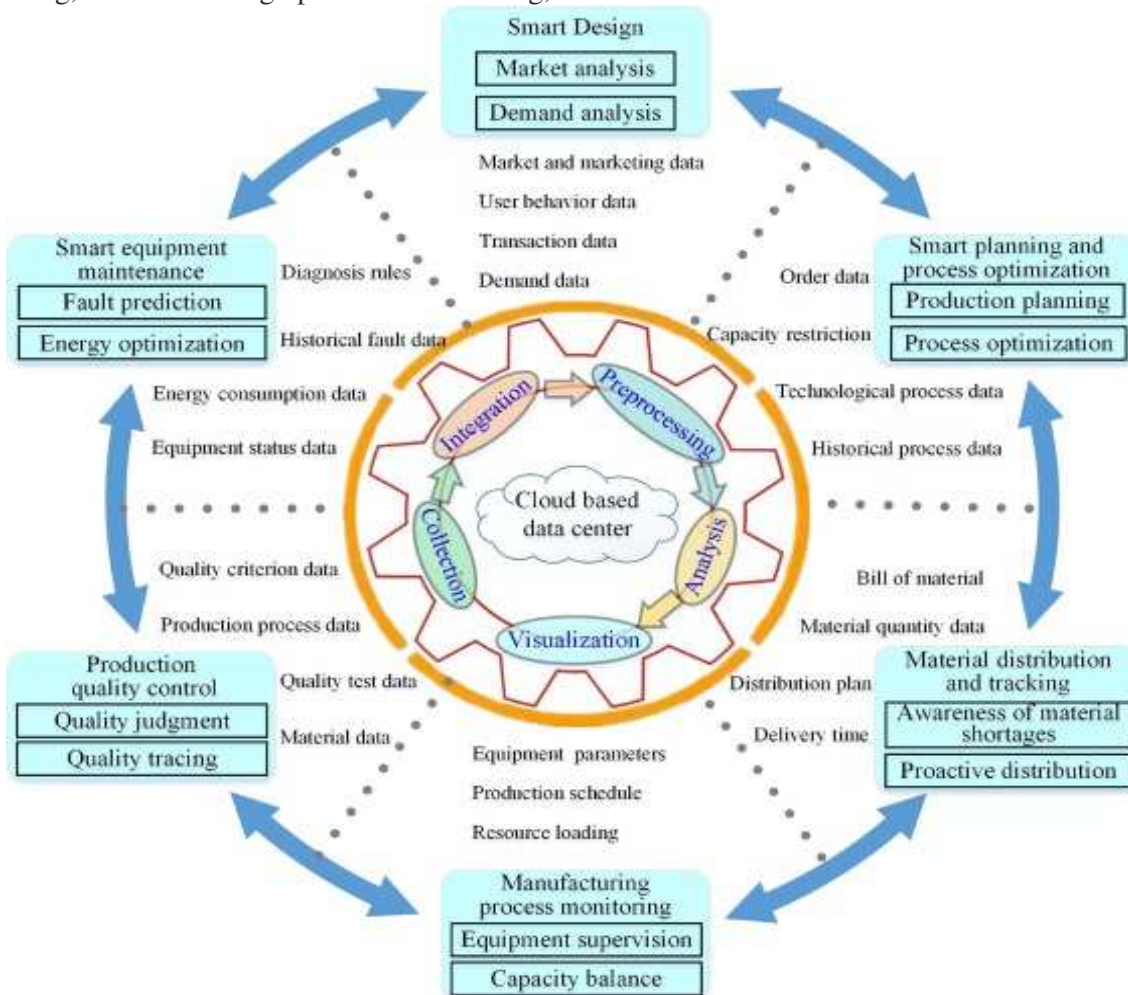 Smart Design
Market analysis
Demand analysis
Market and marketing data
User behavior data
Transaction data
Demand data
Smart equipment
maintenance
Fault prediction
Energy optimization
Diagnosis rules
Historical fault data
Energy consumption data
Equipment status data
Smart planning and
process optimization
Production planning
Process optimization
Order data
Capacity restriction
Technological process data
Historical process data
Integration
Preprocessing
Cloud based
data center
Collection
Analysis
Visualization
Quality criterion data
Production process data
Production
quality control
Quality judgment
Quality tracing
Quality test data
Material data
Bill of material
Material quantity data
Distribution plan
Delivery time
Material distribution
and tracking
Awareness of material
shortages
Proactive distribution
Equipment parameters
Production schedule
Resource loading
Manufacturing
process monitoring
Equipment supervision
Capacity balance